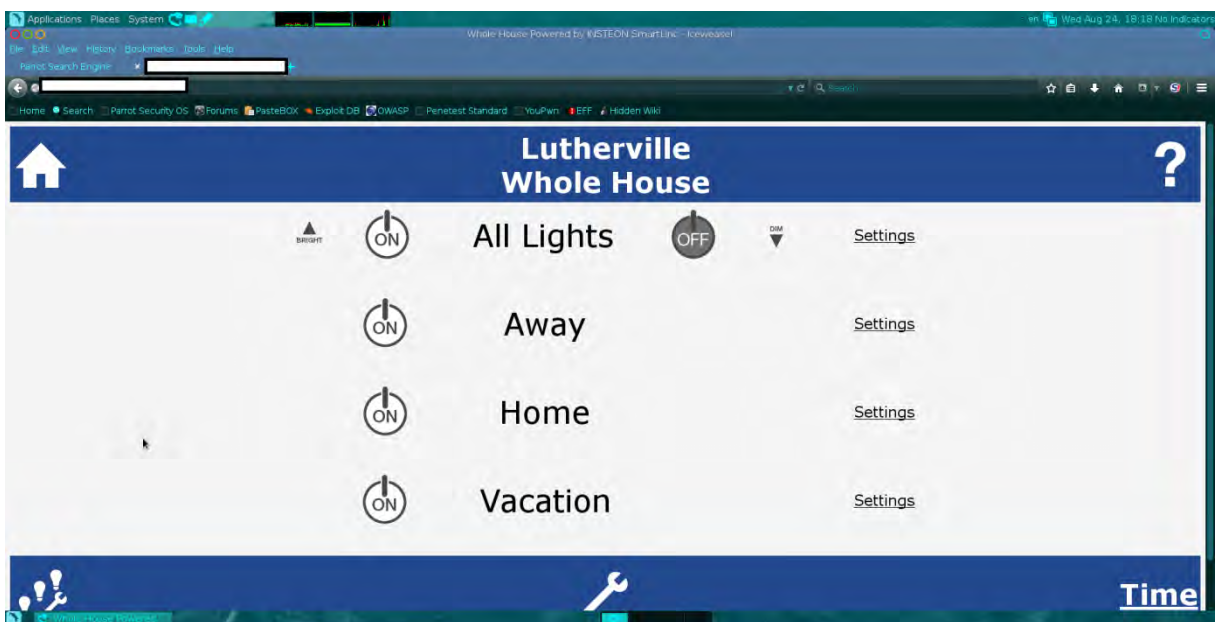 Applications Places System
en Wed Aug 24, 18:18 No Indicators
Whole House Powered by INSTEON SmartLinc - Iceweasel
File Edit View History Bookmarks Tools Help
Parrot Search Engine
Search
Home Search Parrot Security OS Forums PasteBOX Exploit DB OWASP Penetest Standard YouPwn EFF Hidden Wiki
Lutherville
Whole House
?
BRIGHT ON All Lights OFF DIM Settings
ON Away Settings
ON Home Settings
ON Vacation Settings
Time
Whole House Powered